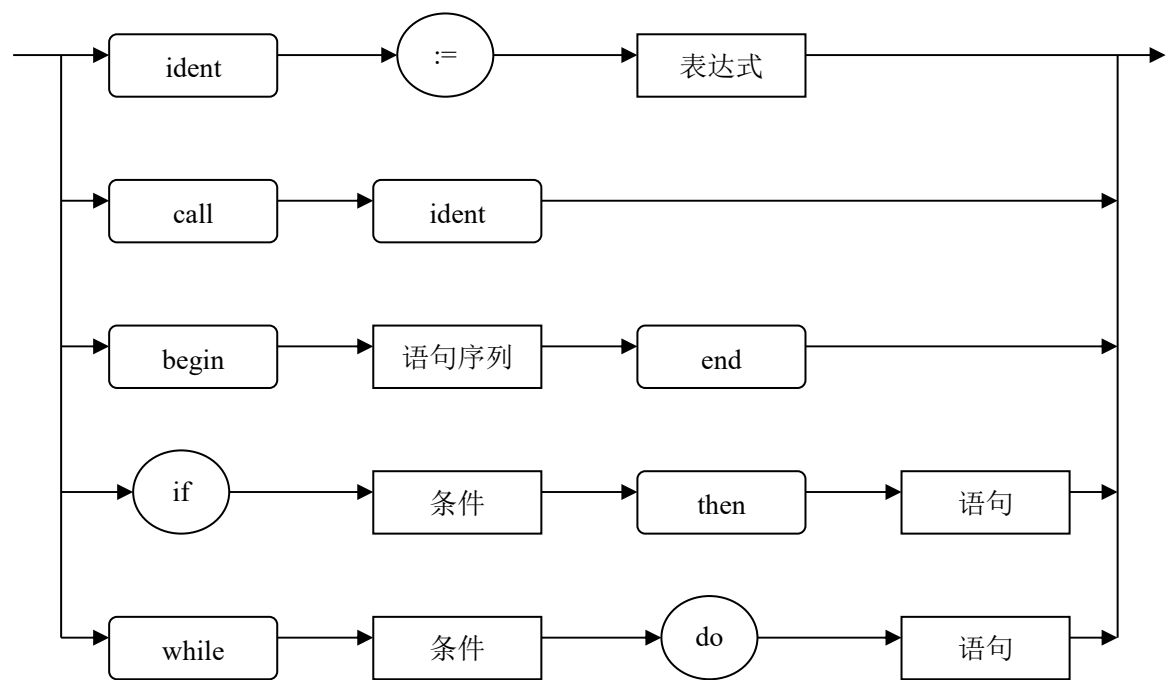 ident := 表达式
call ident
begin 语句序列 end
if 条件 then 语句
while 条件 do 语句